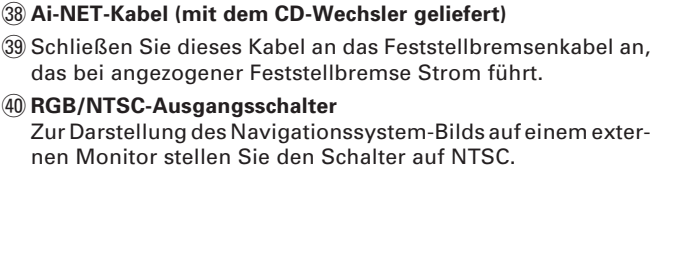 ㊳ Ai-NET-Kabel (mit dem CD-Wechsler geliefert)
㊴ Schließen Sie dieses Kabel an das Feststellbremsenkabel an,
das bei angezogener Feststellbremse Strom führt.
㊵ RGB/NTSC-Ausgangsschalter
Zur Darstellung des Navigationssystem-Bilds auf einem exter-
nen Monitor stellen Sie den Schalter auf NTSC.